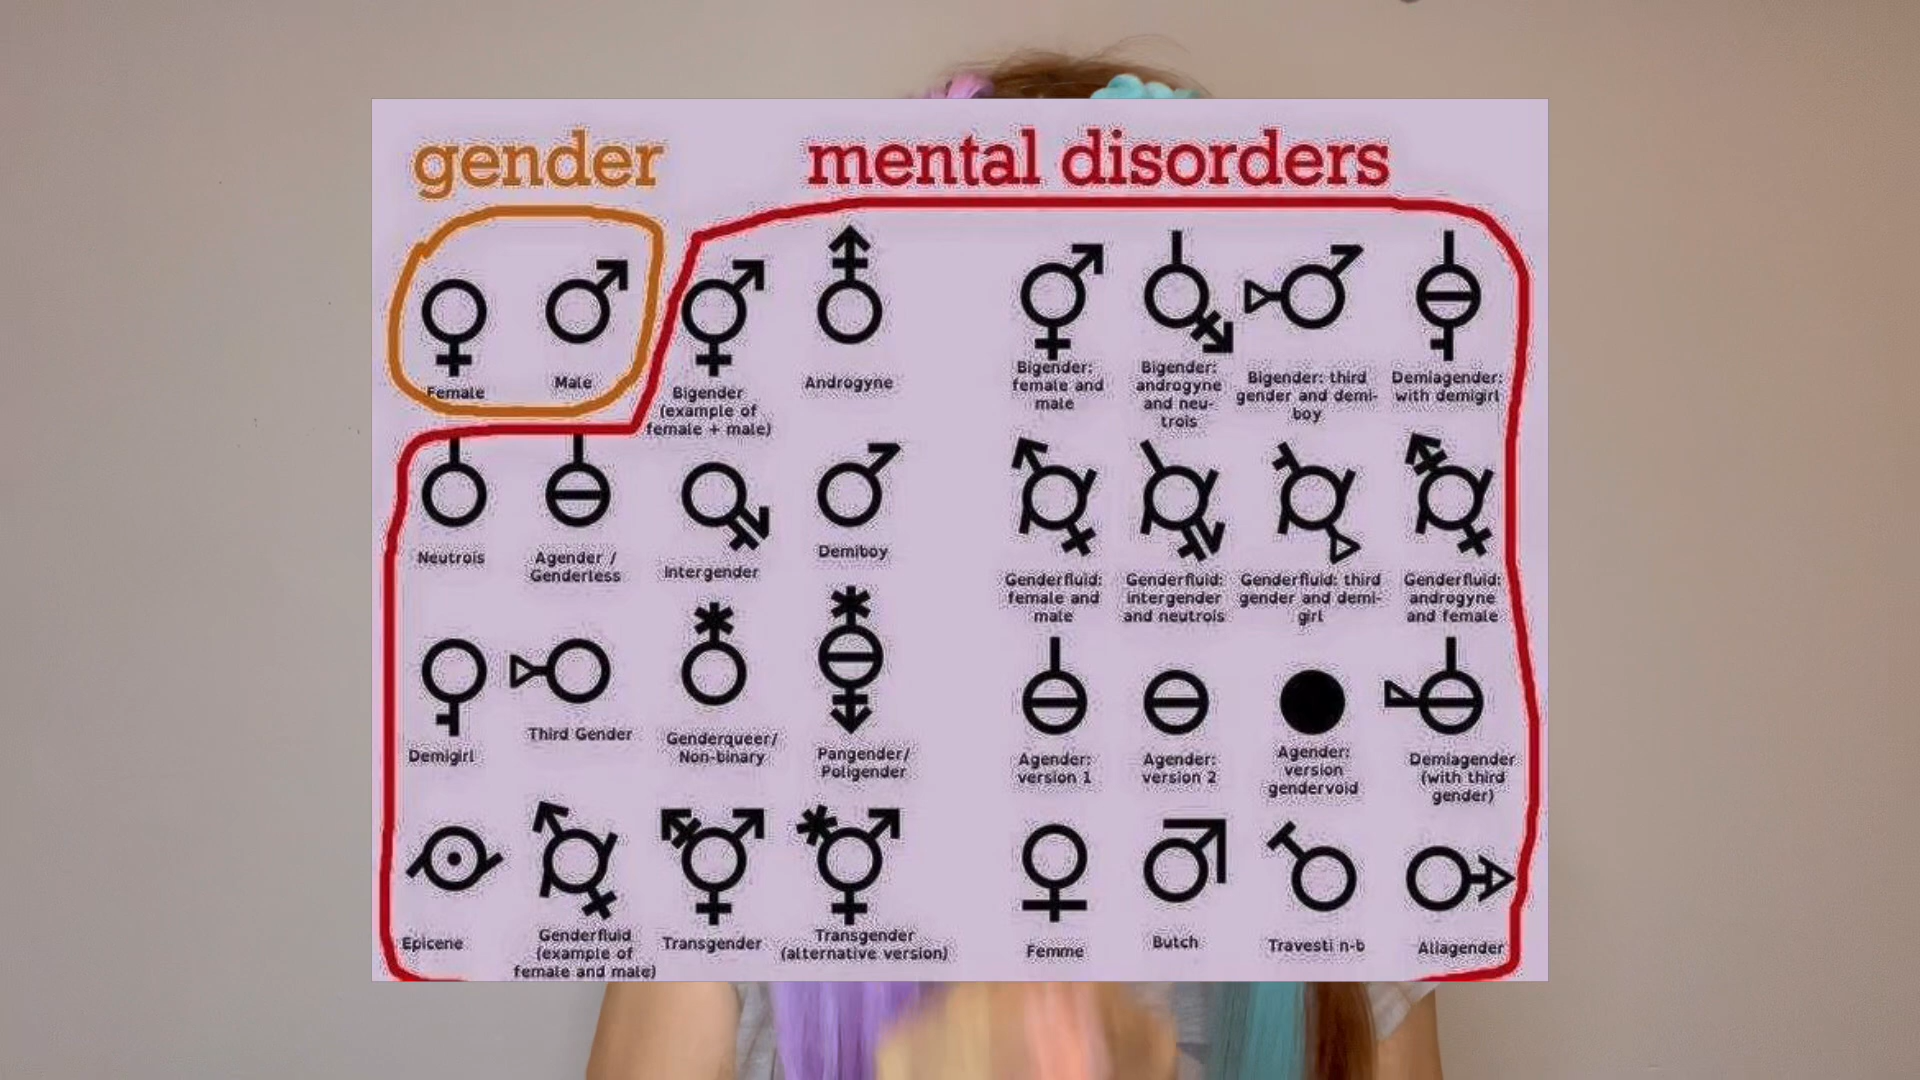 gender
mental disorders
Female
Male
Bigender
(example of
female + male)
Androgyne
Bigender:
female and
male
Bigender:
androgyne
and neu-
trois
Bigender: third
gender and demi-
boy
Demiagender:
with demigirl
Neutrois
Agender /
Genderless
Intergender
Demiboy
Genderfluid:
female and
male
Genderfluid:
intergender
and neutrois
Genderfluid: third
gender and demi-
girl
Genderfluid:
androgyne
and female
Demigirl
Third Gender
Genderqueer/
Non-binary
Pangender/
Poligender
Agender:
version 1
Agender:
version 2
Agender:
version
gendervoid
Demiagender
(with third
gender)
Epicene
Genderfluid
(example of
female and male)
Transgender
Transgender
(alternative version)
Femme
Butch
Travesti n-b
Aliagender